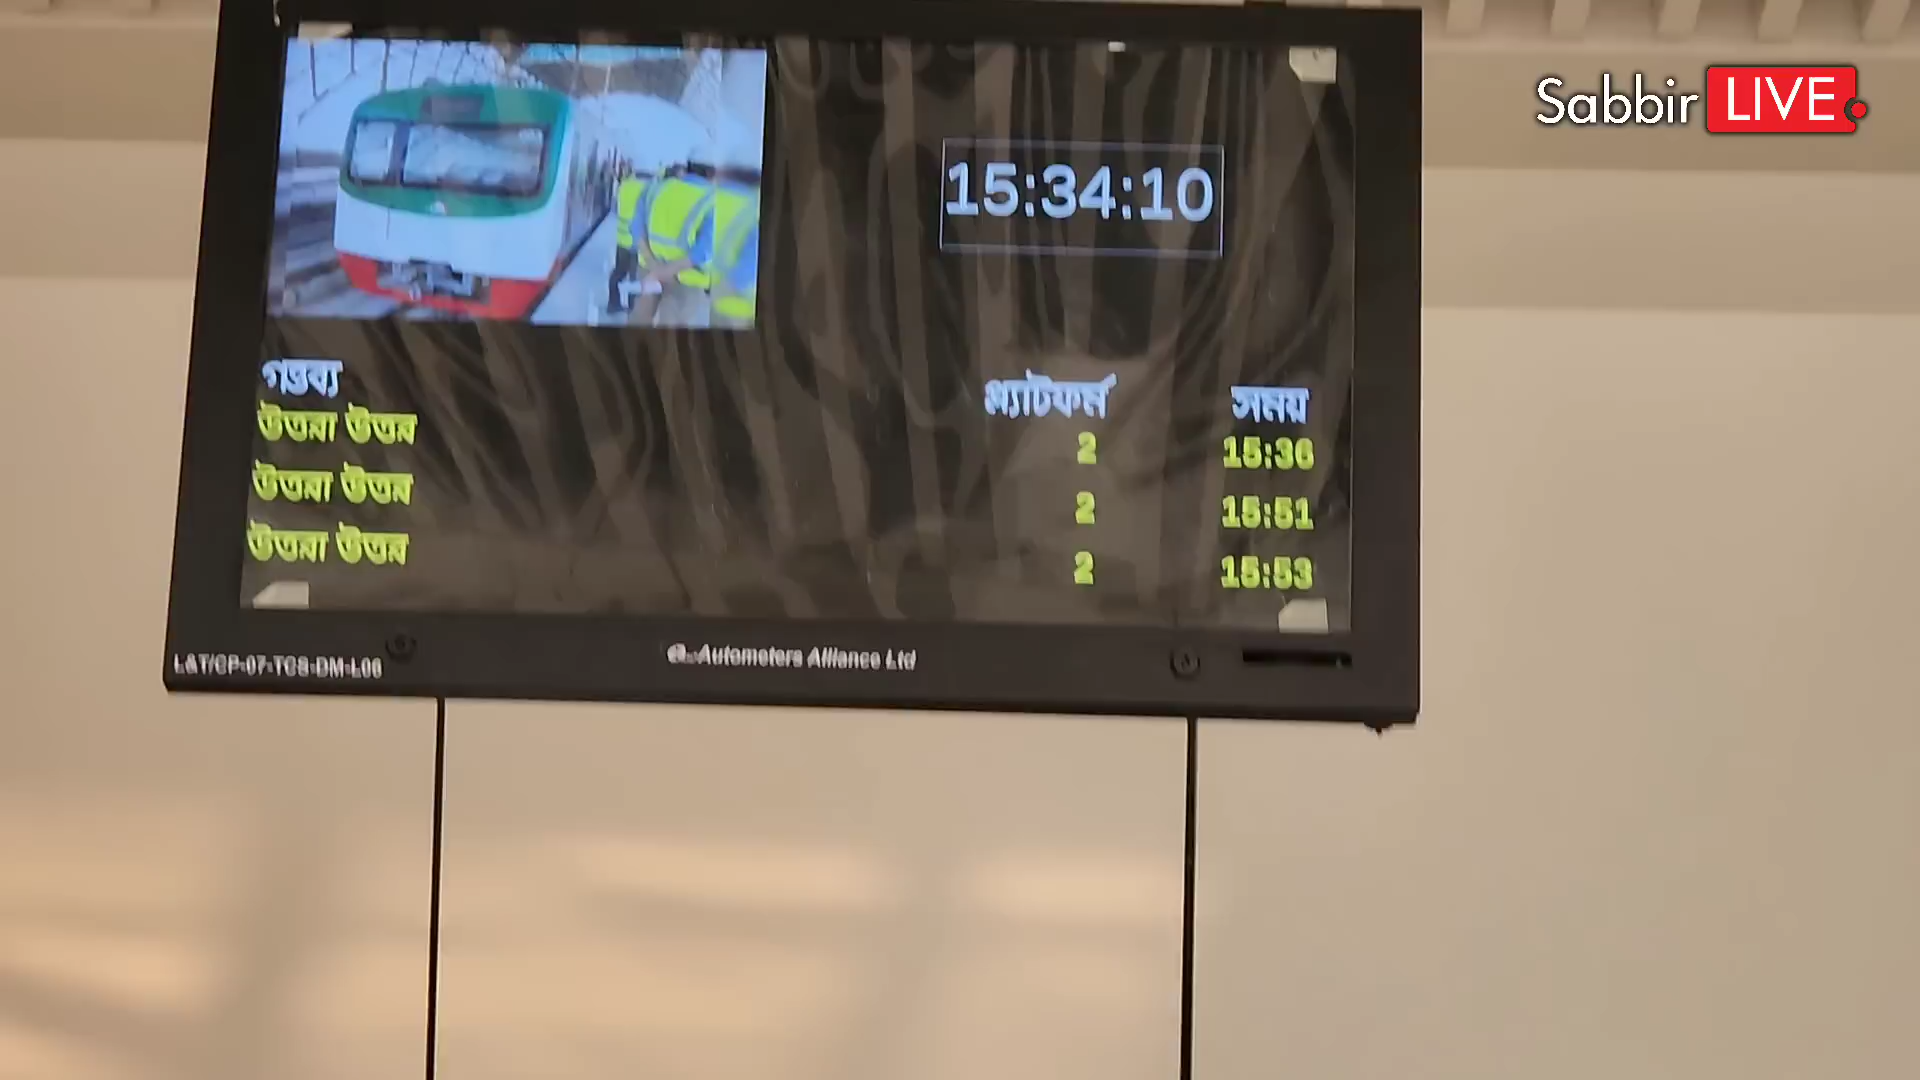 Sabbir LIVE
15:34:10
গন্তব্য প্ল্যাটফর্ম সময়
উত্তরা উত্তর 2 15:36
উত্তরা উত্তর 2 15:51
উত্তরা উত্তর 2 15:53
L&T/CP-07-TCS-DM-L06
Autometers Alliance Ltd